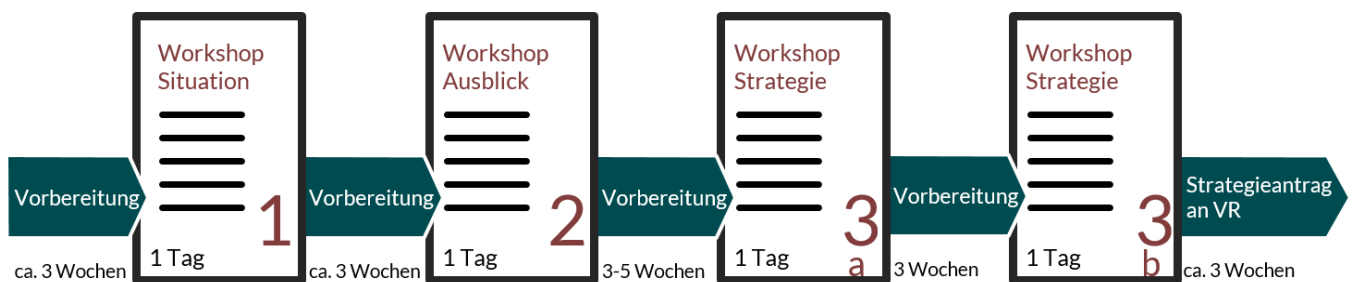 Vorbereitung
ca. 3 Wochen
Workshop
Situation
1
1 Tag
Vorbereitung
ca. 3 Wochen
Workshop
Ausblick
2
1 Tag
Vorbereitung
3-5 Wochen
Workshop
Strategie
3
a
1 Tag
Vorbereitung
3 Wochen
Workshop
Strategie
3
b
1 Tag
Strategieantrag
an VR
ca. 3 Wochen